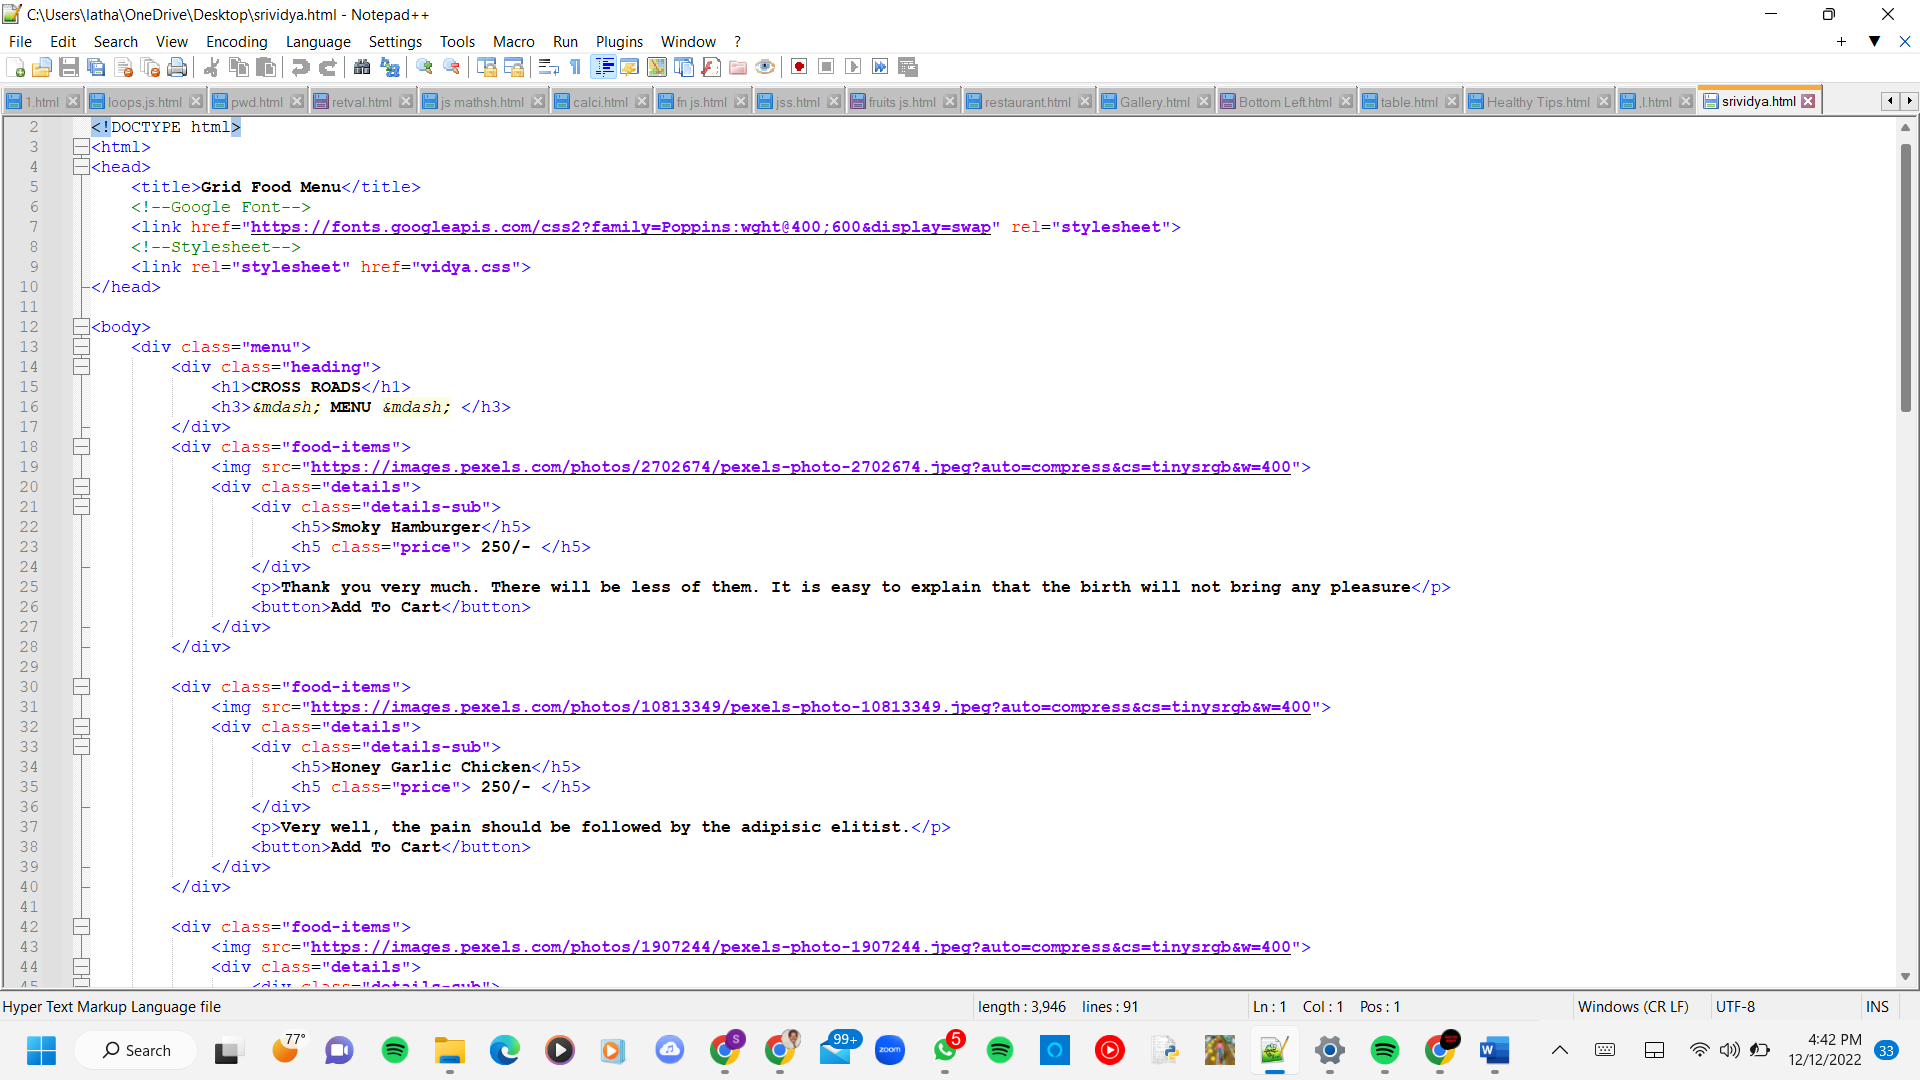 C:\Users\latha\OneDrive\Desktop\srividya.html - Notepad++
File Edit Search View Encoding Language Settings Tools Macro Run Plugins Window ?
1.html loops.js.html pwd.html retval.html js mathsh.html calci.html fn js.html jss.html fruits js.html restaurant.html Gallery.html Bottom Left.html table.html Healthy Tips.html .l.html srividya.html
2 <!DOCTYPE html>
3 <html>
4 <head>
5 <title>Grid Food Menu</title>
6 <!--Google Font-->
7 <link href="https://fonts.googleapis.com/css2?family=Poppins:wght@400;600&display=swap" rel="stylesheet">
8 <!--Stylesheet-->
9 <link rel="stylesheet" href="vidya.css">
10 </head>
11
12 <body>
13 <div class="menu">
14 <div class="heading">
15 <h1>CROSS ROADS</h1>
16 <h3>&mdash; MENU &mdash; </h3>
17 </div>
18 <div class="food-items">
19 <img src="https://images.pexels.com/photos/2702674/pexels-photo-2702674.jpeg?auto=compress&cs=tinysrgb&w=400">
20 <div class="details">
21 <div class="details-sub">
22 <h5>Smoky Hamburger</h5>
23 <h5 class="price"> 250/- </h5>
24 </div>
25 <p>Thank you very much. There will be less of them. It is easy to explain that the birth will not bring any pleasure</p>
26 <button>Add To Cart</button>
27 </div>
28 </div>
29
30 <div class="food-items">
31 <img src="https://images.pexels.com/photos/10813349/pexels-photo-10813349.jpeg?auto=compress&cs=tinysrgb&w=400">
32 <div class="details">
33 <div class="details-sub">
34 <h5>Honey Garlic Chicken</h5>
35 <h5 class="price"> 250/- </h5>
36 </div>
37 <p>Very well, the pain should be followed by the adipisic elitist.</p>
38 <button>Add To Cart</button>
39 </div>
40 </div>
41
42 <div class="food-items">
43 <img src="https://images.pexels.com/photos/1907244/pexels-photo-1907244.jpeg?auto=compress&cs=tinysrgb&w=400">
44 <div class="details">
45 <div class="details-sub">
Hyper Text Markup Language file length : 3,946 lines : 91 Ln : 1 Col : 1 Pos : 1 Windows (CR LF) UTF-8 INS
Search 77° S 99+ zoom 5 W 4:42 PM
12/12/2022 33